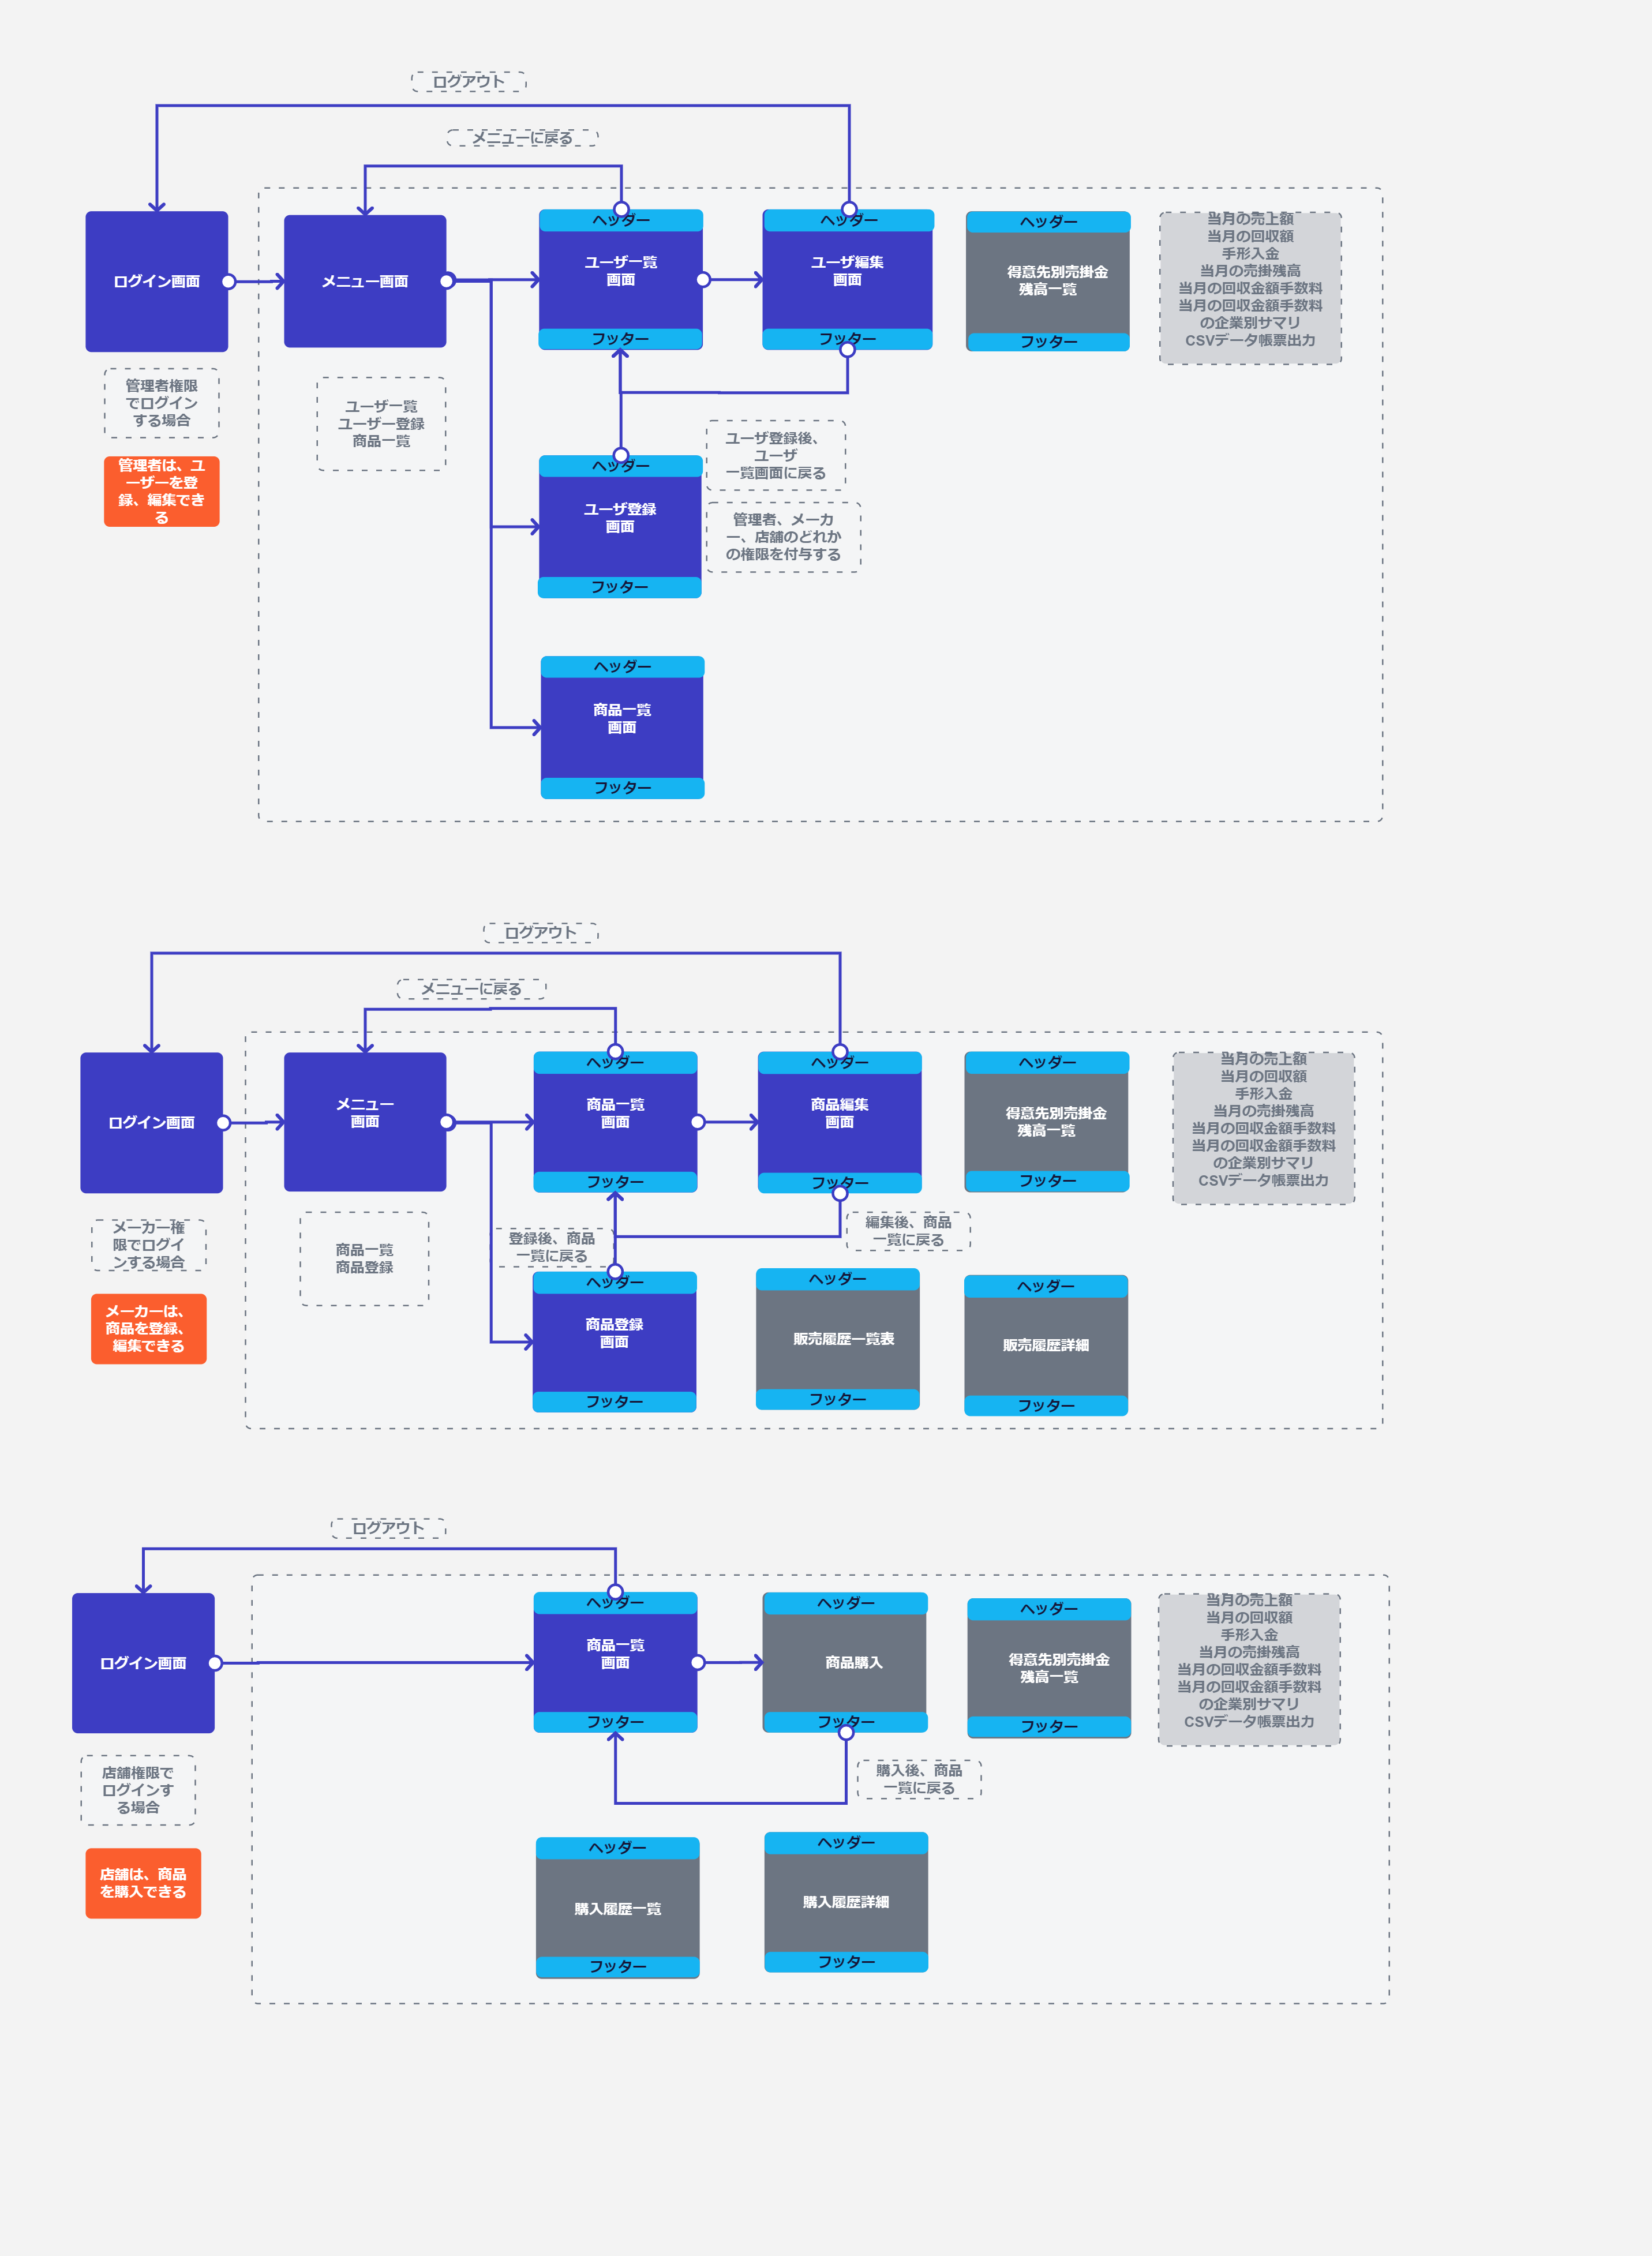 ログアウト
メニューに戻る
ログイン画面
メニュー画面
ヘッダー
ユーザ一覧
画面
フッター
ヘッダー
ユーザ編集
画面
フッター
ヘッダー
得意先別売掛金
残高一覧
フッター
当月の売上額
当月の回収額
手形入金
当月の売掛残高
当月の回収金額手数料
当月の回収金額手数料
の企業別サマリ
CSVデータ帳票出力
管理者権限
でログイン
する場合
管理者は、ユ
ーザーを登
録、編集でき
る
ユーザ一覧
ユーザー登録
商品一覧
ユーザ登録後、
ユーザ
一覧画面に戻る
管理者、メーカ
ー、店舗のどれか
の権限を付与する
ヘッダー
ユーザ登録
画面
フッター
ヘッダー
商品一覧
画面
フッター
ログアウト
メニューに戻る
ログイン画面
メニュー
画面
ヘッダー
商品一覧
画面
フッター
ヘッダー
商品編集
画面
フッター
ヘッダー
得意先別売掛金
残高一覧
フッター
当月の売上額
当月の回収額
手形入金
当月の売掛残高
当月の回収金額手数料
当月の回収金額手数料
の企業別サマリ
CSVデータ帳票出力
メーカー権
限でログイ
ンする場合
メーカーは、
商品を登録、
編集できる
商品一覧
商品登録
登録後、商品
一覧に戻る
編集後、商品
一覧に戻る
ヘッダー
商品登録
画面
フッター
ヘッダー
販売履歴一覧表
フッター
ヘッダー
販売履歴詳細
フッター
ログアウト
ログイン画面
ヘッダー
商品一覧
画面
フッター
ヘッダー
商品購入
フッター
ヘッダー
得意先別売掛金
残高一覧
フッター
当月の売上額
当月の回収額
手形入金
当月の売掛残高
当月の回収金額手数料
当月の回収金額手数料
の企業別サマリ
CSVデータ帳票出力
店舗権限で
ログインす
る場合
店舗は、商品
を購入できる
購入後、商品
一覧に戻る
ヘッダー
購入履歴一覧
フッター
ヘッダー
購入履歴詳細
フッター